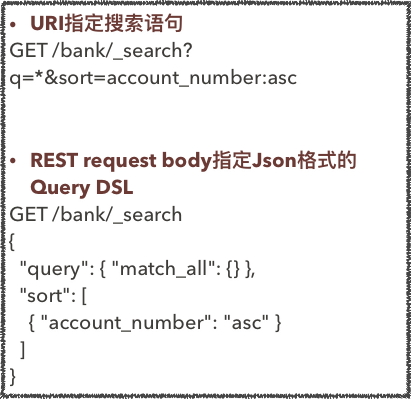 • URI指定搜索语句
GET /bank/_search?
q=*&sort=account_number:asc
• REST request body指定Json格式的
Query DSL
GET /bank/_search
{
"query": { "match_all": {} },
"sort": [
{ "account_number": "asc" }
]
}